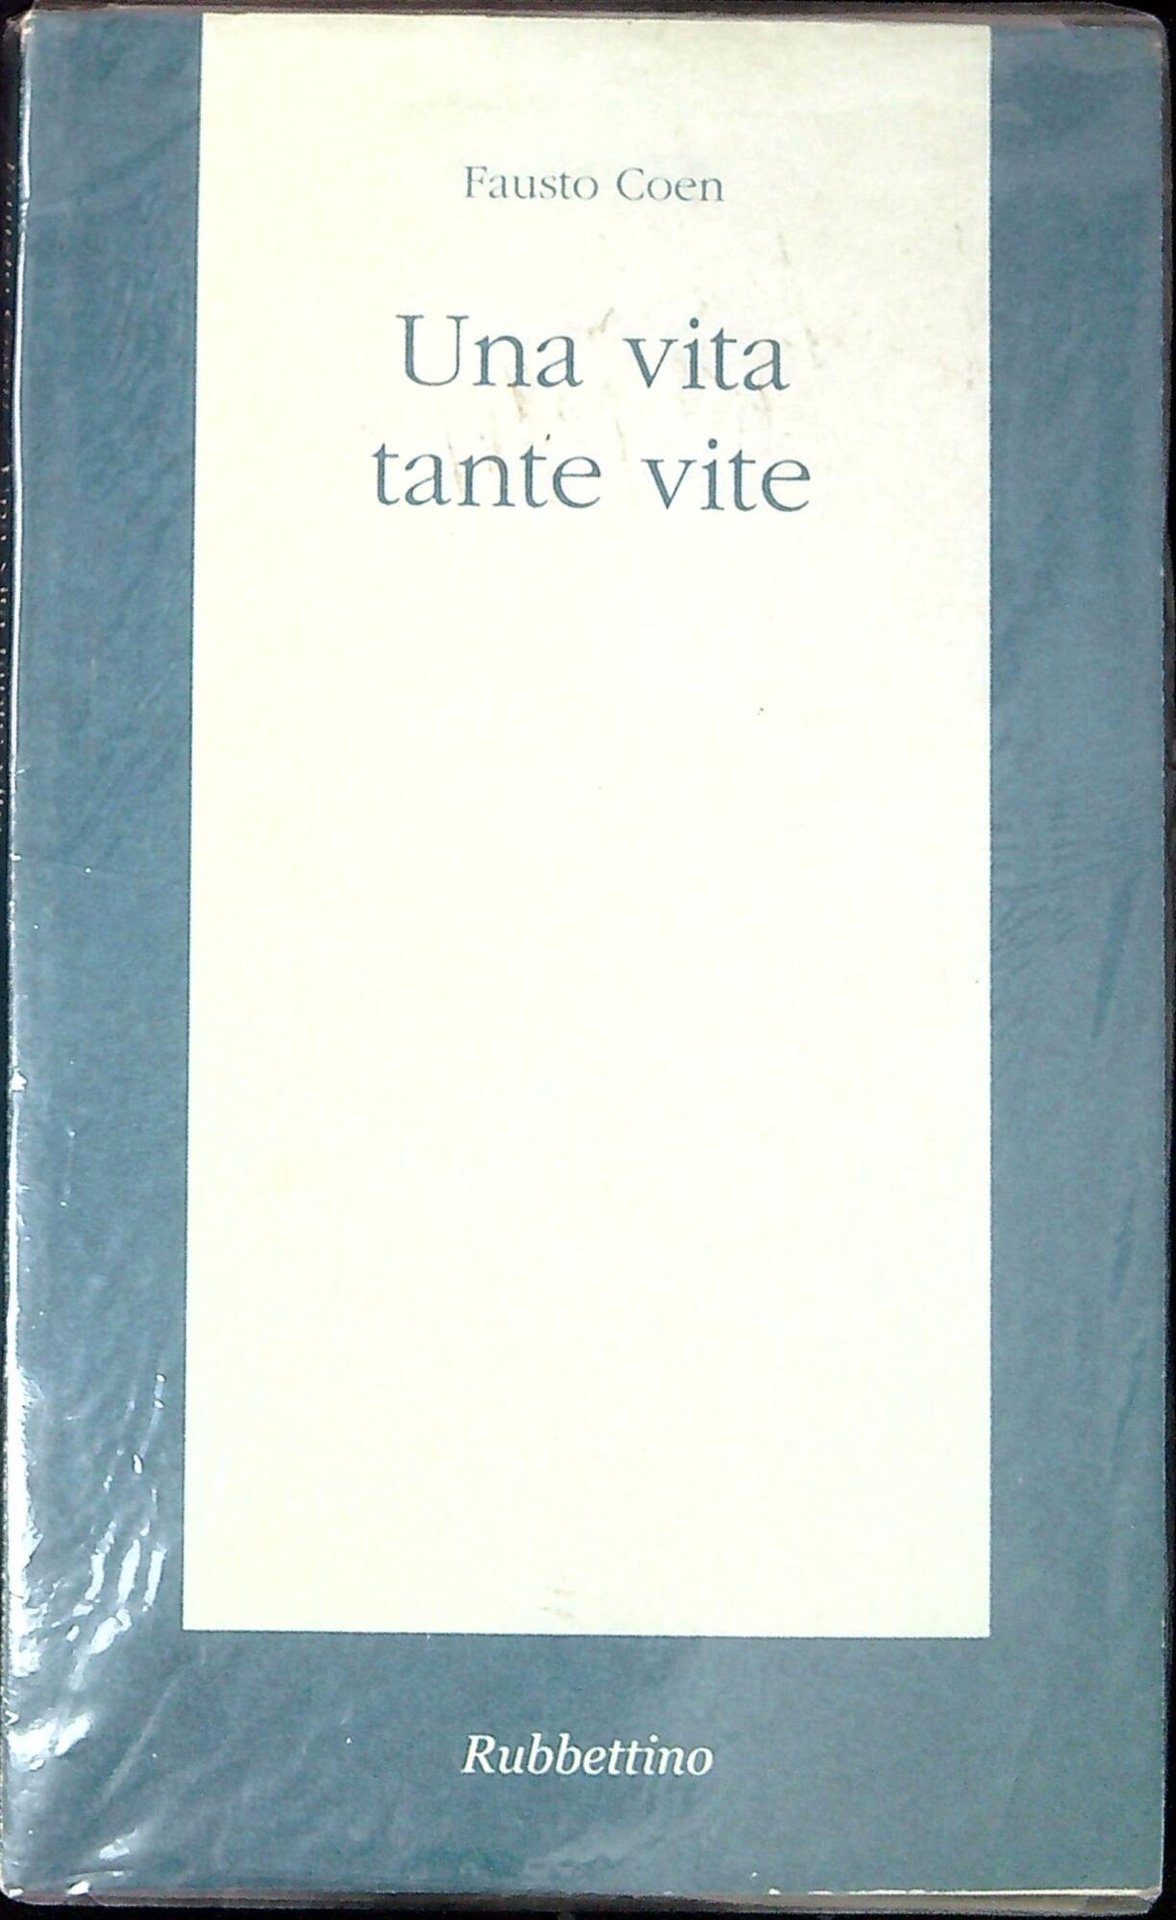 Fausto Coen
Una vita
tante vite
Rubbettino